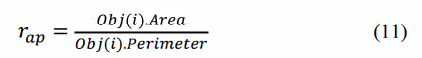 r_ap = Obj(i).Area / Obj(i).Perimeter (11)